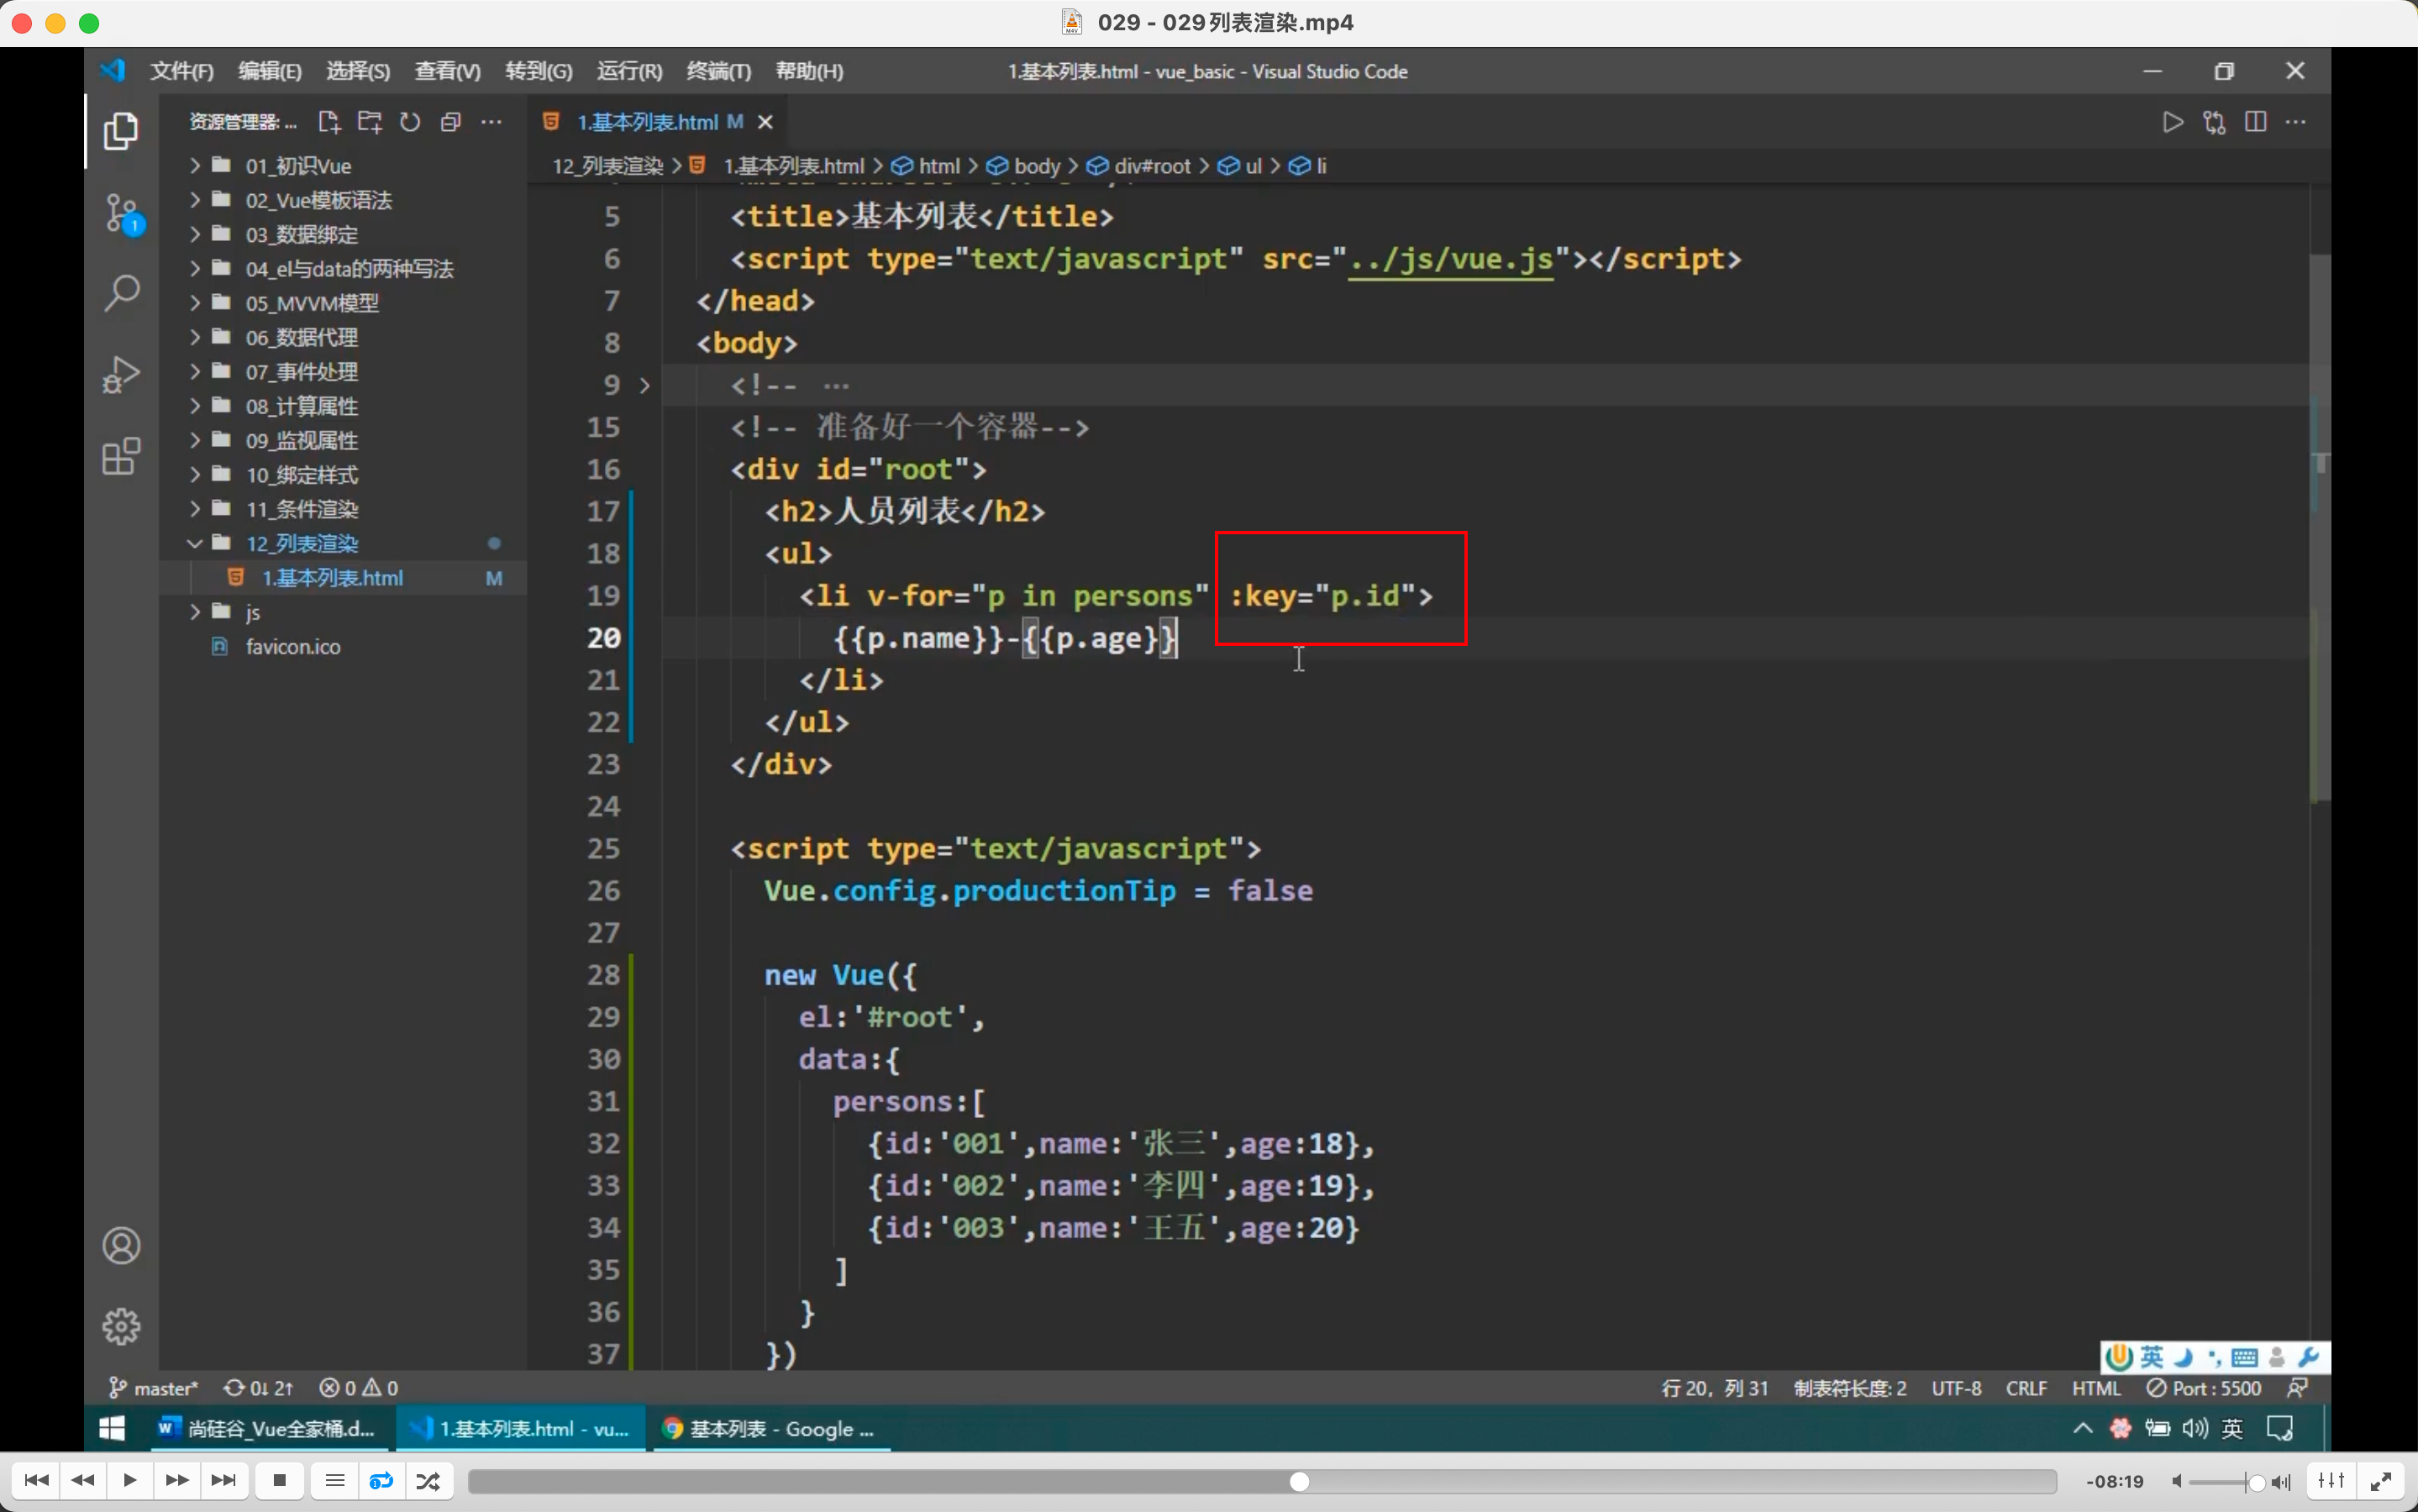 029 - 029列表渲染.mp4
文件(F) 编辑(E) 选择(S) 查看(V) 转到(G) 运行(R) 终端(T) 帮助(H)
1.基本列表.html - vue_basic - Visual Studio Code
资源管理器: ...
1.基本列表.html M
12_列表渲染 > 1.基本列表.html > html > body > div#root > ul > li
01_初识Vue
02_Vue模板语法
03_数据绑定
04_el与data的两种写法
05_MVVM模型
06_数据代理
07_事件处理
08_计算属性
09_监视属性
10_绑定样式
11_条件渲染
12_列表渲染
1.基本列表.html M
js
favicon.ico
1
5 <title>基本列表</title>
6 <script type="text/javascript" src="../js/vue.js"></script>
7 </head>
8 <body>
9 <!-- ...
15 <!-- 准备好一个容器-->
16 <div id="root">
17 <h2>人员列表</h2>
18 <ul>
19 <li v-for="p in persons" :key="p.id">
20 {{p.name}}-{{p.age}}
21 </li>
22 </ul>
23 </div>
24
25 <script type="text/javascript">
26 Vue.config.productionTip = false
27
28 new Vue({
29 el:'#root',
30 data:{
31 persons:[
32 {id:'001',name:'张三',age:18},
33 {id:'002',name:'李四',age:19},
34 {id:'003',name:'王五',age:20}
35 ]
36 }
37 })
英
master* 0↓ 2↑ 0 0
行 20，列 31 制表符长度: 2 UTF-8 CRLF HTML Port : 5500
尚硅谷_Vue全家桶.d... 1.基本列表.html - vu... 基本列表 - Google ... 英
-08:19